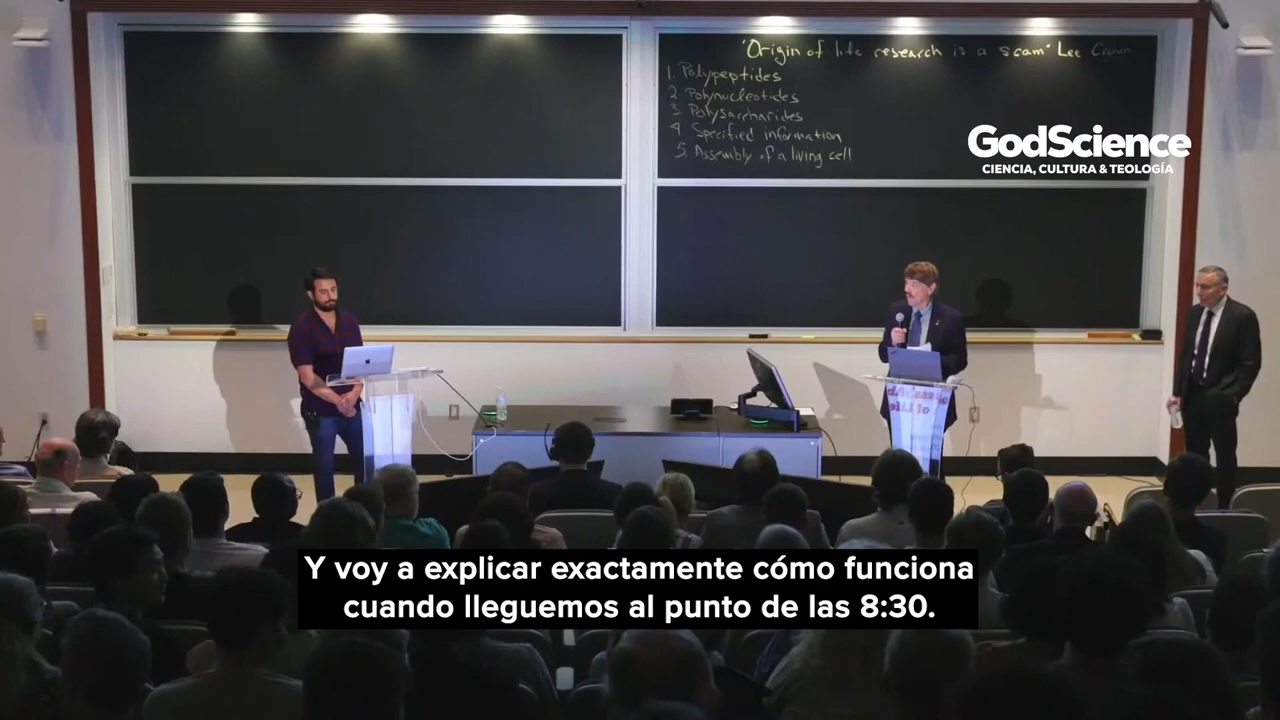 "Origin of life research is a scam" Lee
1. Polypeptides
2 Polynucleotides
3. Polysaccharides
4 Specified information
5. Assembly of a living cell
GodScience
CIENCIA, CULTURA & TEOLOGÍA
of Life
Y voy a explicar exactamente cómo funciona
cuando lleguemos al punto de las 8:30.